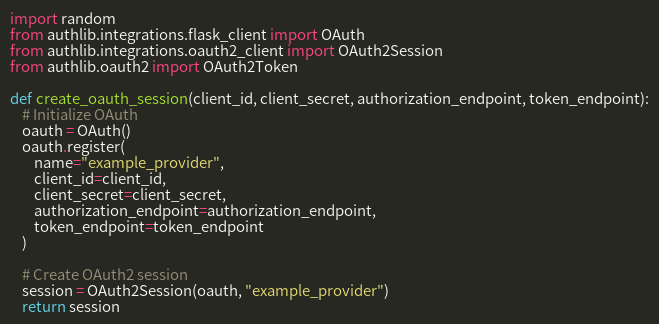 import random
from authlib.integrations.flask_client import OAuth
from authlib.integrations.oauth2_client import OAuth2Session
from authlib.oauth2 import OAuth2Token

def create_oauth_session(client_id, client_secret, authorization_endpoint, token_endpoint):
    # Initialize OAuth
    oauth = OAuth()
    oauth.register(
        name="example_provider",
        client_id=client_id,
        client_secret=client_secret,
        authorization_endpoint=authorization_endpoint,
        token_endpoint=token_endpoint
    )

    # Create OAuth2 session
    session = OAuth2Session(oauth, "example_provider")
    return session